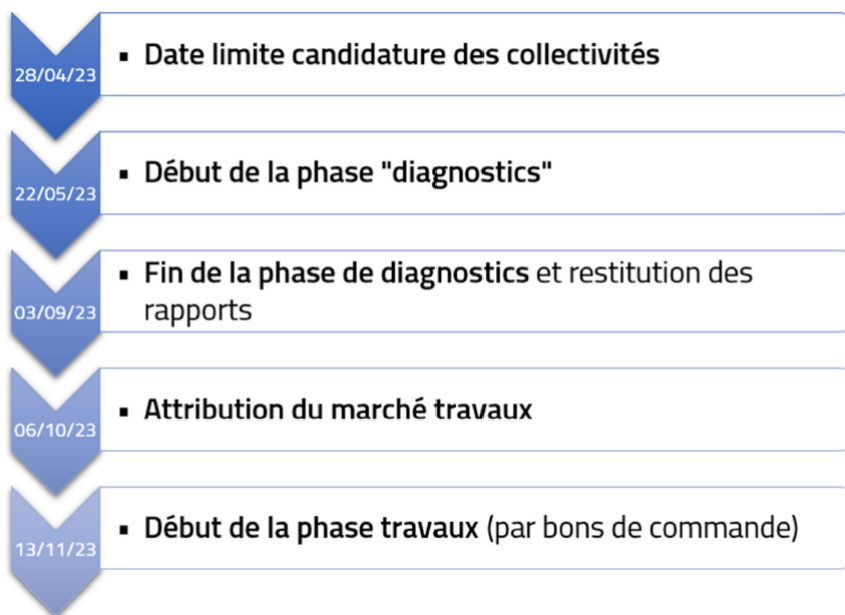 28/04/23
▪ Date limite candidature des collectivités
22/05/23
▪ Début de la phase "diagnostics"
03/09/23
▪ Fin de la phase de diagnostics et restitution des
rapports
06/10/23
▪ Attribution du marché travaux
13/11/23
▪ Début de la phase travaux (par bons de commande)